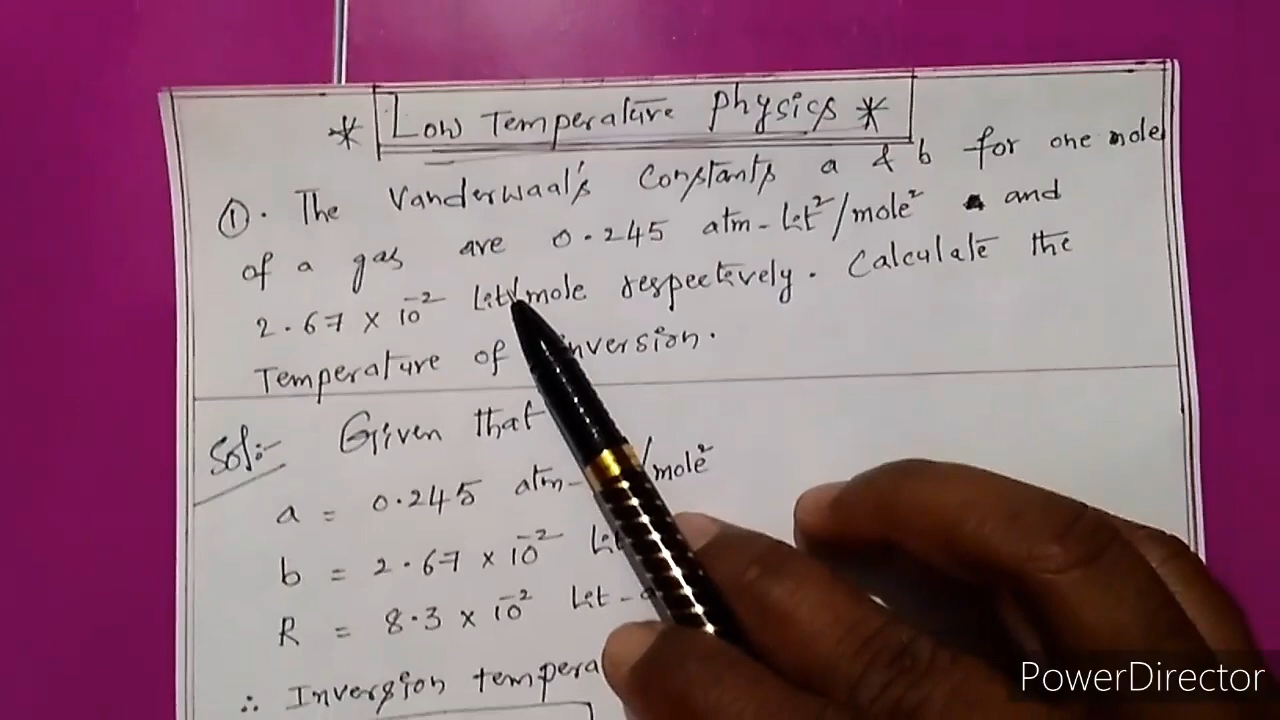 * Low Temperature Physics *
①. The Vanderwaal's Constants a & b for one mole
of a gas are 0.245 atm-Lit²/mole² and
2.67 × 10⁻² Lit/mole respectively. Calculate the
Temperature of inversion.
Sol:- Given that
a = 0.245 atm- /mole²
b = 2.67 × 10⁻²
R = 8.3 × 10⁻² Lit-
∴ Inversion
PowerDirector